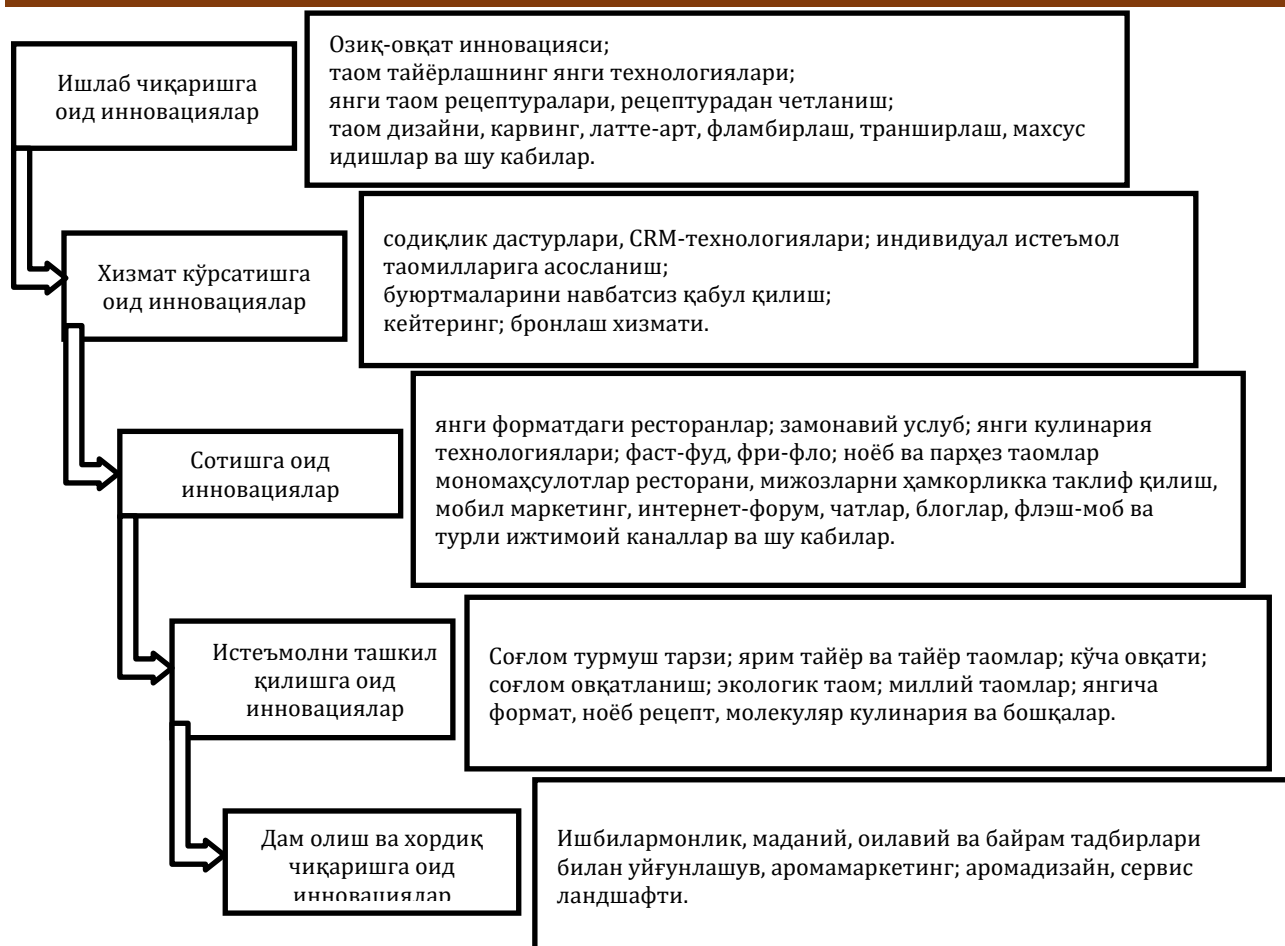 Ишлаб чиқаришга
оид инновациялар
Озиқ-овқат инновацияси;
таом тайёрлашнинг янги технологиялари;
янги таом рецептуралари, рецептурадан четланиш;
таом дизайни, карвинг, латте-арт, фламбирлаш, транширлаш, махсус
идишлар ва шу кабилар.
Хизмат кўрсатишга
оид инновациялар
содиқлик дастурлари, CRM-технологиялари; индивидуал истеъмол
таомилларига асосланиш;
буюртмаларини навбатсиз қабул қилиш;
кейтеринг; бронлаш хизмати.
Сотишга оид
инновациялар
янги форматдаги ресторанлар; замонавий услуб; янги кулинария
технологиялари; фаст-фуд, фри-фло; ноёб ва парҳез таомлар
мономаҳсулотлар ресторани, мижозларни ҳамкорликка таклиф қилиш,
мобил маркетинг, интернет-форум, чатлар, блоглар, флэш-моб ва
турли ижтимоий каналлар ва шу кабилар.
Истеъмолни ташкил
қилишга оид
инновациялар
Соғлом турмуш тарзи; ярим тайёр ва тайёр таомлар; кўча овқати;
соғлом овқатланиш; экологик таом; миллий таомлар; янгича
формат, ноёб рецепт, молекуляр кулинария ва бошқалар.
Дам олиш ва хордиқ
чиқаришга оид
инновациялар
Ишбилармонлик, маданий, оилавий ва байрам тадбирлари
билан уйғунлашув, аромамаркетинг; аромадизайн, сервис
ландшафти.